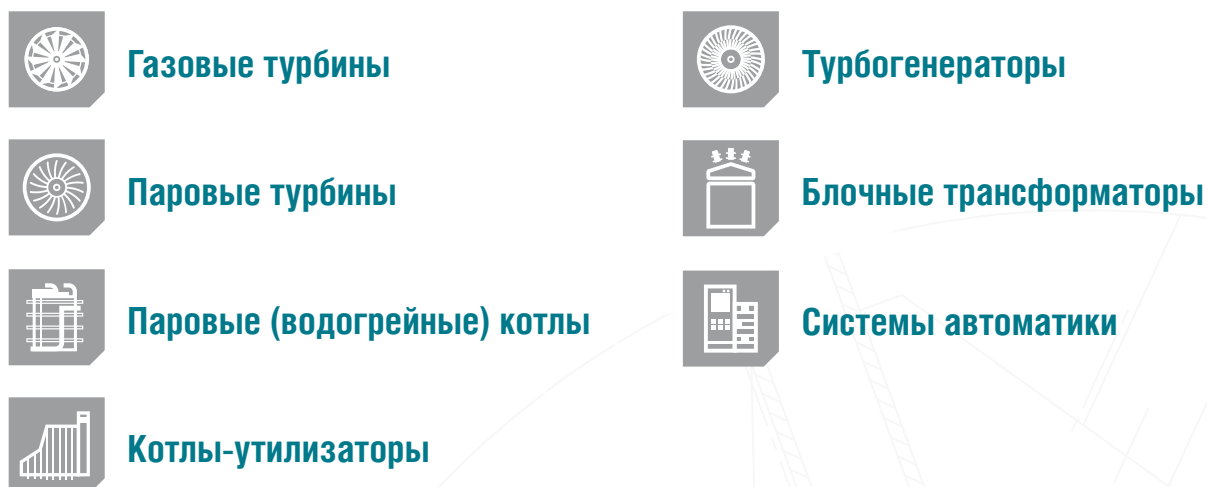 Газовые турбины
Паровые турбины
Паровые (водогрейные) котлы
Котлы-утилизаторы
Турбогенераторы
Блочные трансформаторы
Системы автоматики